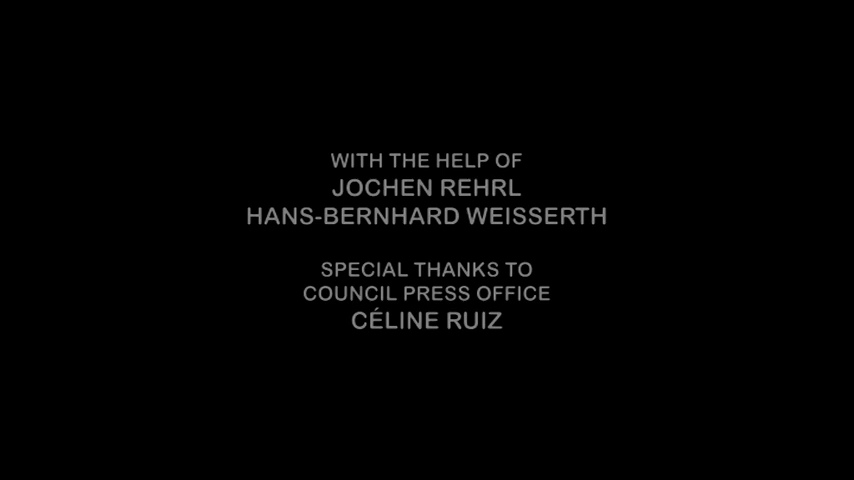 WITH THE HELP OF
JOCHEN REHRL
HANS-BERNHARD WEISSERTH
SPECIAL THANKS TO
COUNCIL PRESS OFFICE
CÉLINE RUIZ